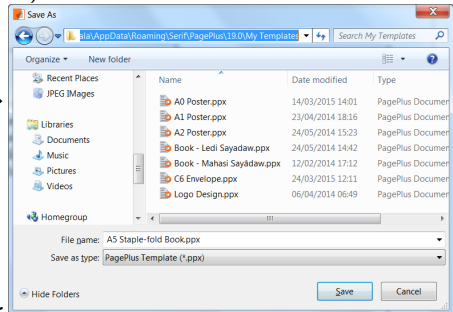 Save As
ala\AppData\Roaming\Serif\PagePlus\19.0\My Templates
Search My Templates
Organize
New folder
Recent Places
JPEG IMages
Libraries
Documents
Music
Pictures
Videos
Homegroup
Name Date modified Type
A0 Poster.ppx 14/03/2015 14:01 PagePlus Documen
A1 Poster.ppx 23/04/2014 18:16 PagePlus Documen
A2 Poster.ppx 24/05/2014 15:23 PagePlus Documen
Book - Ledi Sayadaw.ppx 24/05/2014 14:42 PagePlus Documen
Book - Mahasi Sayādaw.ppx 12/02/2014 17:12 PagePlus Documen
C6 Envelope.ppx 24/03/2015 12:11 PagePlus Documen
Logo Design.ppx 06/04/2014 06:49 PagePlus Documen
File name: A5 Staple-fold Book.ppx
Save as type: PagePlus Template (*.ppx)
Hide Folders
Save
Cancel